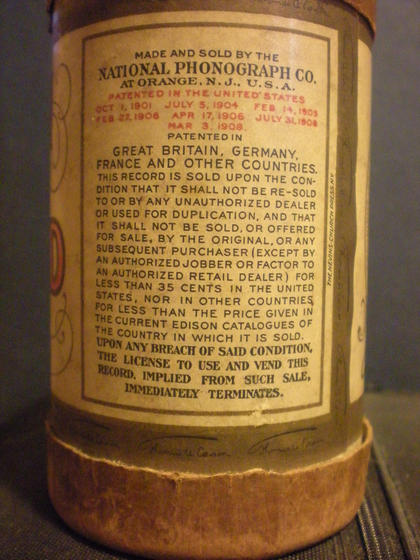 MADE AND SOLD BY THE
NATIONAL PHONOGRAPH CO.
AT ORANGE, N.J., U.S.A.
PATENTED IN THE UNITED STATES
OCT 1, 1901 JULY 5, 1904 FEB 14, 1905
FEB 27, 1906 APR 17, 1906 JULY 31, 1906
MAR 3, 1908.
PATENTED IN
GREAT BRITAIN, GERMANY,
FRANCE AND OTHER COUNTRIES.
THIS RECORD IS SOLD UPON THE CON-
DITION THAT IT SHALL NOT BE RE-SOLD
TO OR BY ANY UNAUTHORIZED DEALER
OR USED FOR DUPLICATION, AND THAT
IT SHALL NOT BE SOLD, OR OFFERED
FOR SALE, BY THE ORIGINAL, OR ANY
SUBSEQUENT PURCHASER (EXCEPT BY
AN AUTHORIZED JOBBER OR FACTOR TO
AN AUTHORIZED RETAIL DEALER) FOR
LESS THAN 35 CENTS IN THE UNITED
STATES, NOR IN OTHER COUNTRIES
FOR LESS THAN THE PRICE GIVEN IN
THE CURRENT EDISON CATALOGUES OF
THE COUNTRY IN WHICH IT IS SOLD.
UPON ANY BREACH OF SAID CONDITION,
THE LICENSE TO USE AND VEND THIS
RECORD, IMPLIED FROM SUCH SALE,
IMMEDIATELY TERMINATES.
CHURCH PRESS N.Y.